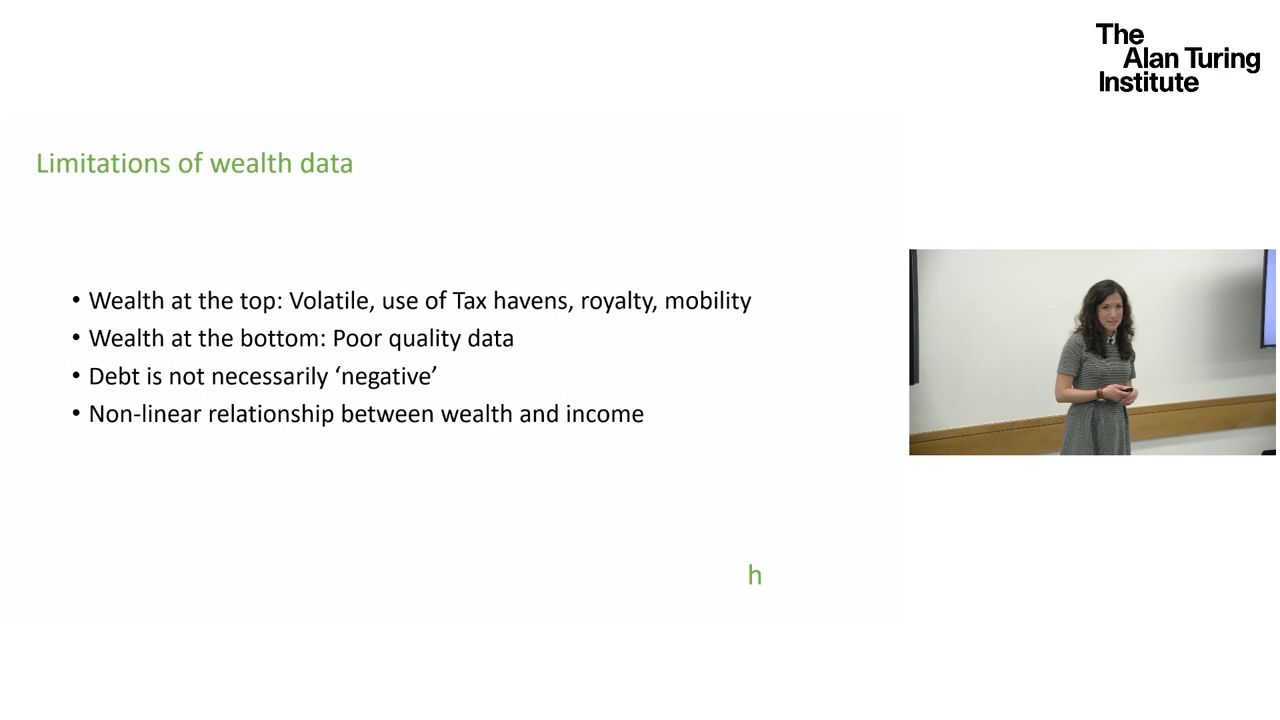 The
Alan Turing
Institute
Limitations of wealth data
• Wealth at the top: Volatile, use of Tax havens, royalty, mobility
• Wealth at the bottom: Poor quality data
• Debt is not necessarily ‘negative’
• Non-linear relationship between wealth and income
h